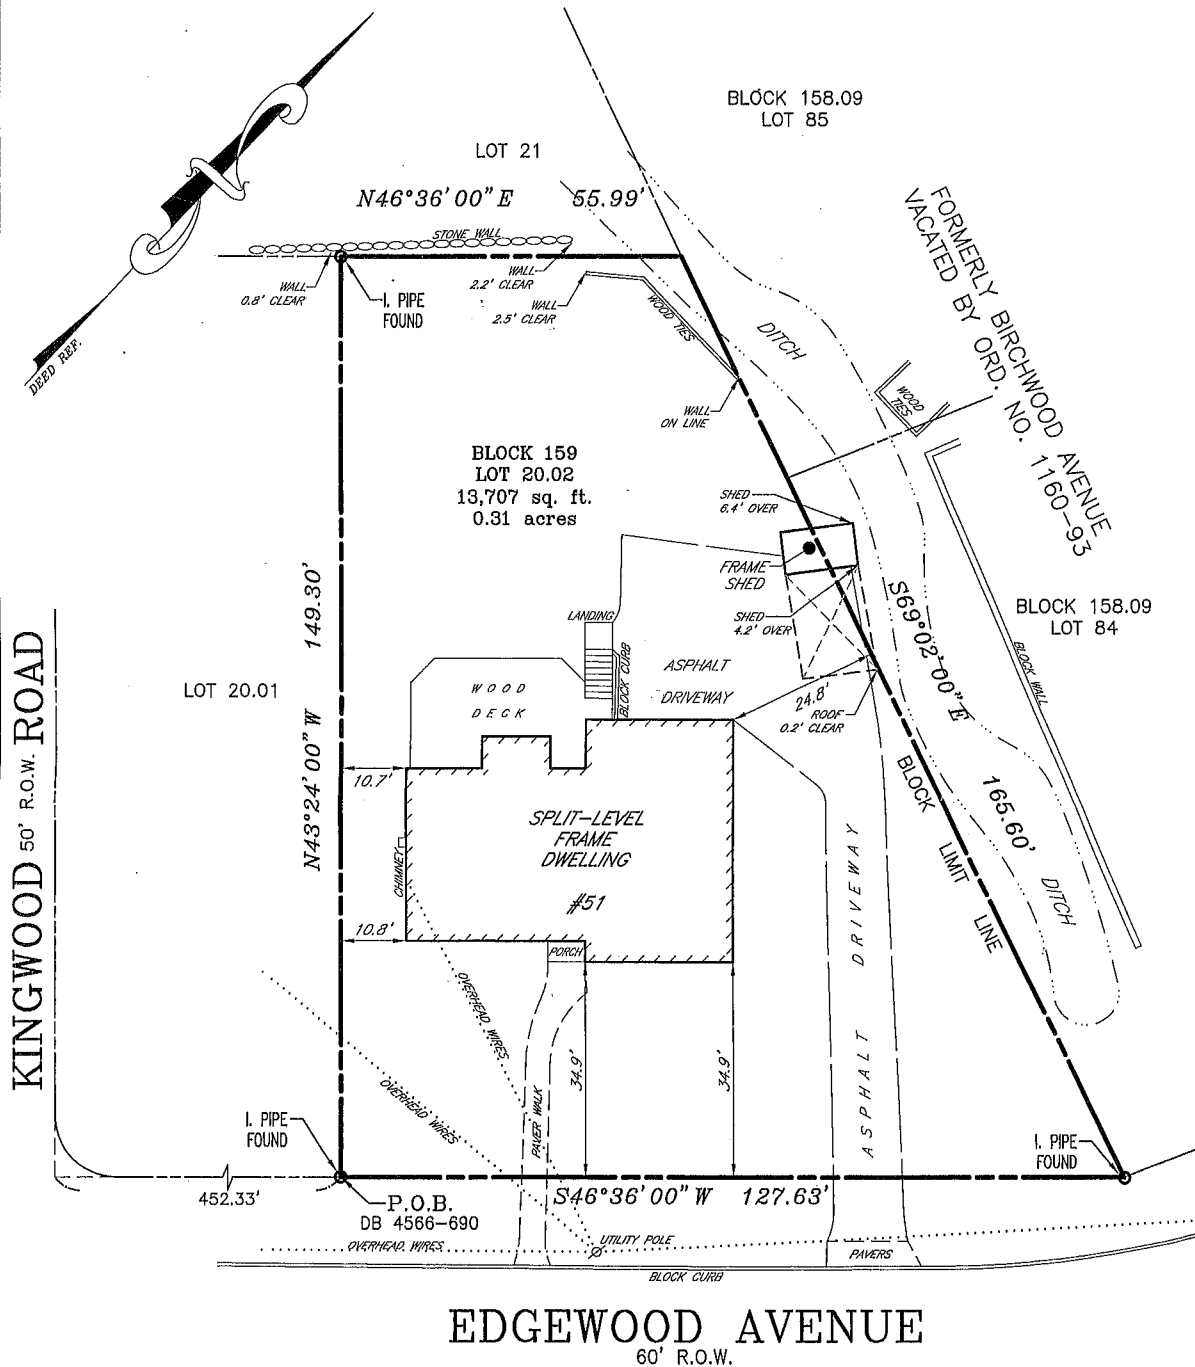 BLOCK 158.09
LOT 85
LOT 21
N46°36'00"E 55.99'
STONE WALL
WALL
0.8' CLEAR
I. PIPE
FOUND
WALL
2.2' CLEAR
WALL
2.5' CLEAR
WOOD TIES
DITCH
FORMERLY BIRCHWOOD AVENUE
VACATED BY ORD. NO. 1160-93
DEED REF.
WOOD
TIES
WALL
ON LINE
BLOCK 159
LOT 20.02
13,707 sq. ft.
0.31 acres
SHED
6.4' OVER
FRAME
SHED
SHED
4.2' OVER
S69°02'00"E
165.60'
BLOCK 158.09
LOT 84
BLOCK WALL
LANDING
BLOCK CURB
ASPHALT
DRIVEWAY
WOOD
DECK
24.8'
ROOF
0.2' CLEAR
BLOCK LIMIT LINE
LOT 20.01
N43°24'00"W 149.30'
KINGWOOD 50' R.O.W. ROAD
10.7'
SPLIT-LEVEL
FRAME
DWELLING
#51
CHIMNEY
10.8'
PORCH
DITCH
OVERHEAD WIRES
OVERHEAD WIRES
34.9'
34.9'
PAVER WALK
ASPHALT DRIVEWAY
I. PIPE
FOUND
I. PIPE
FOUND
452.33'
P.O.B.
DB 4566-690
S46°36'00"W 127.63'
OVERHEAD WIRES
UTILITY POLE
PAVERS
BLOCK CURB
EDGEWOOD AVENUE
60' R.O.W.